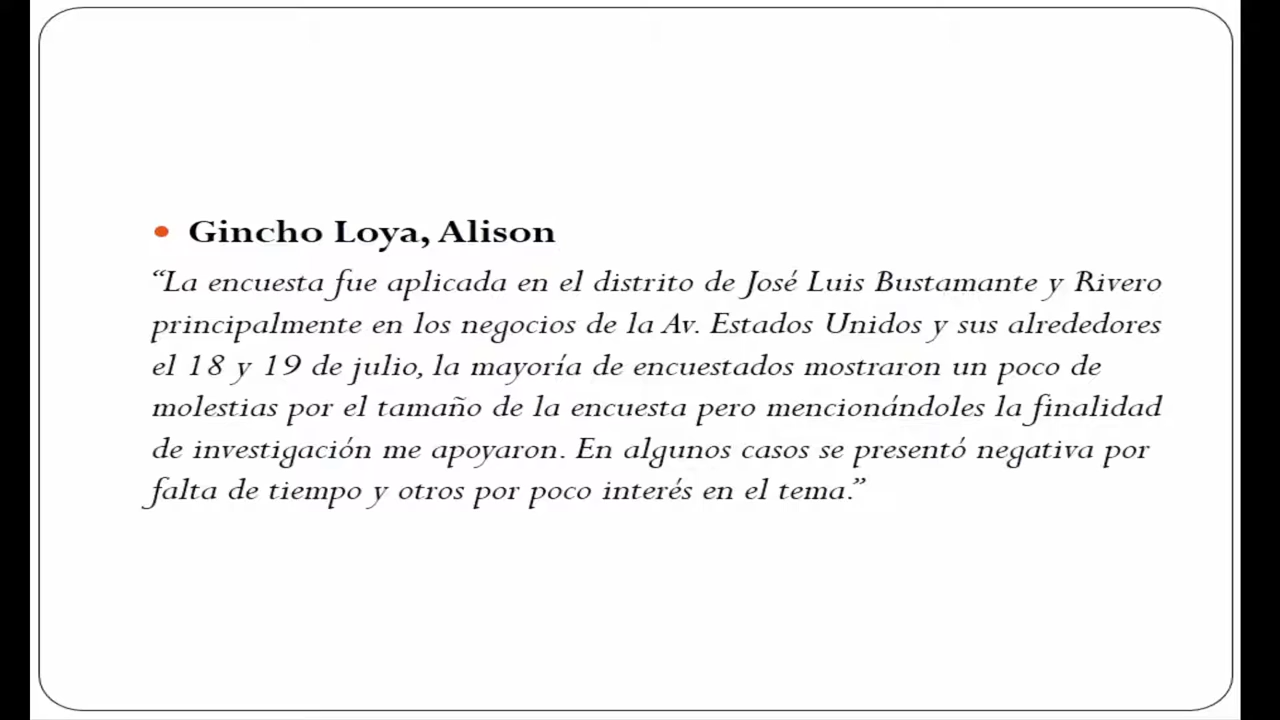 Gincho Loya, Alison
“La encuesta fue aplicada en el distrito de José Luis Bustamante y Rivero
principalmente en los negocios de la Av. Estados Unidos y sus alrededores
el 18 y 19 de julio, la mayoría de encuestados mostraron un poco de
molestias por el tamaño de la encuesta pero mencionándoles la finalidad
de investigación me apoyaron. En algunos casos se presentó negativa por
falta de tiempo y otros por poco interés en el tema.”